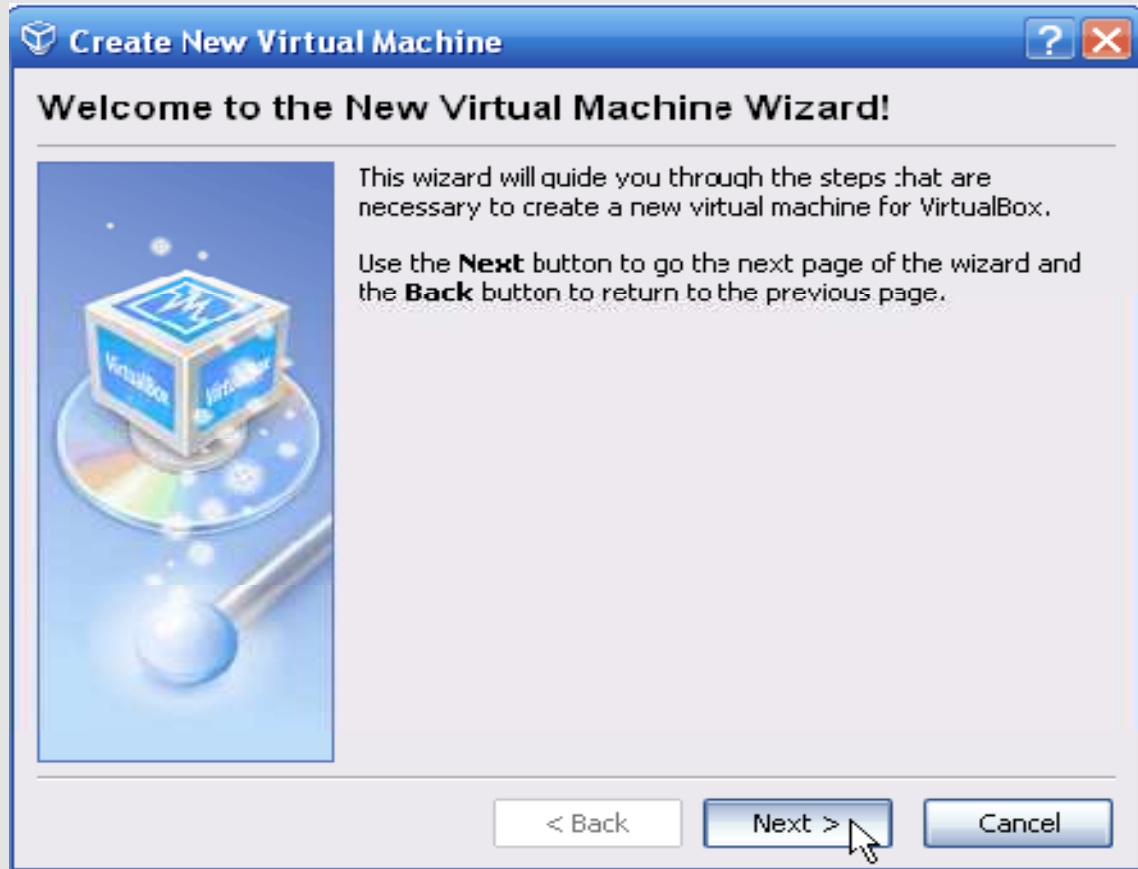 Create New Virtual Machine
Welcome to the New Virtual Machine Wizard!
This wizard will guide you through the steps that are
necessary to create a new virtual machine for VirtualBox.
Use the Next button to go the next page of the wizard and
the Back button to return to the previous page.
VirtualBox
VirtualBox
< Back
Next >
Cancel